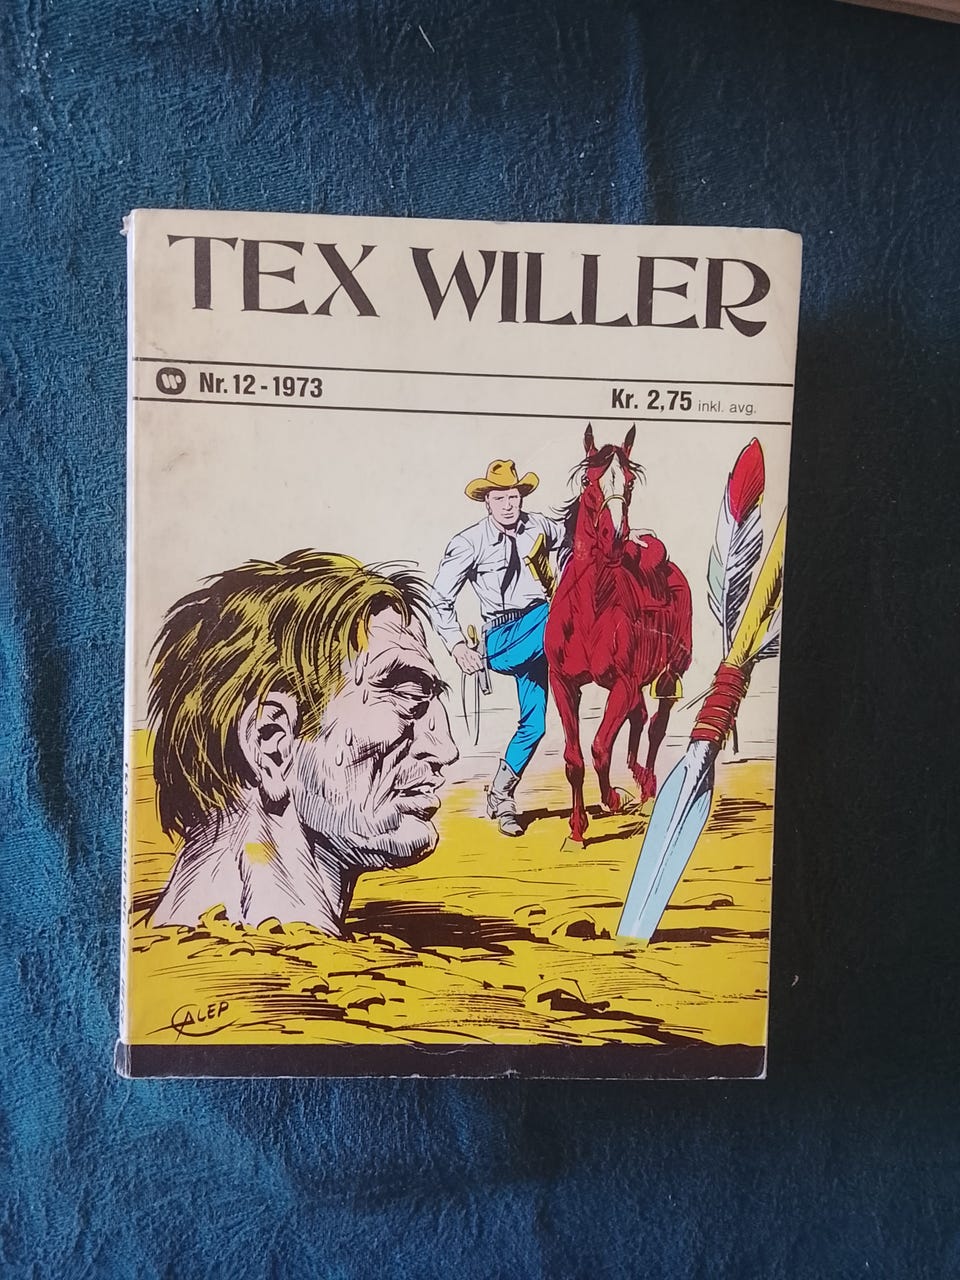 TEX WILLER
W Nr. 12 - 1973
Kr. 2,75 inkl. avg.
GALEP